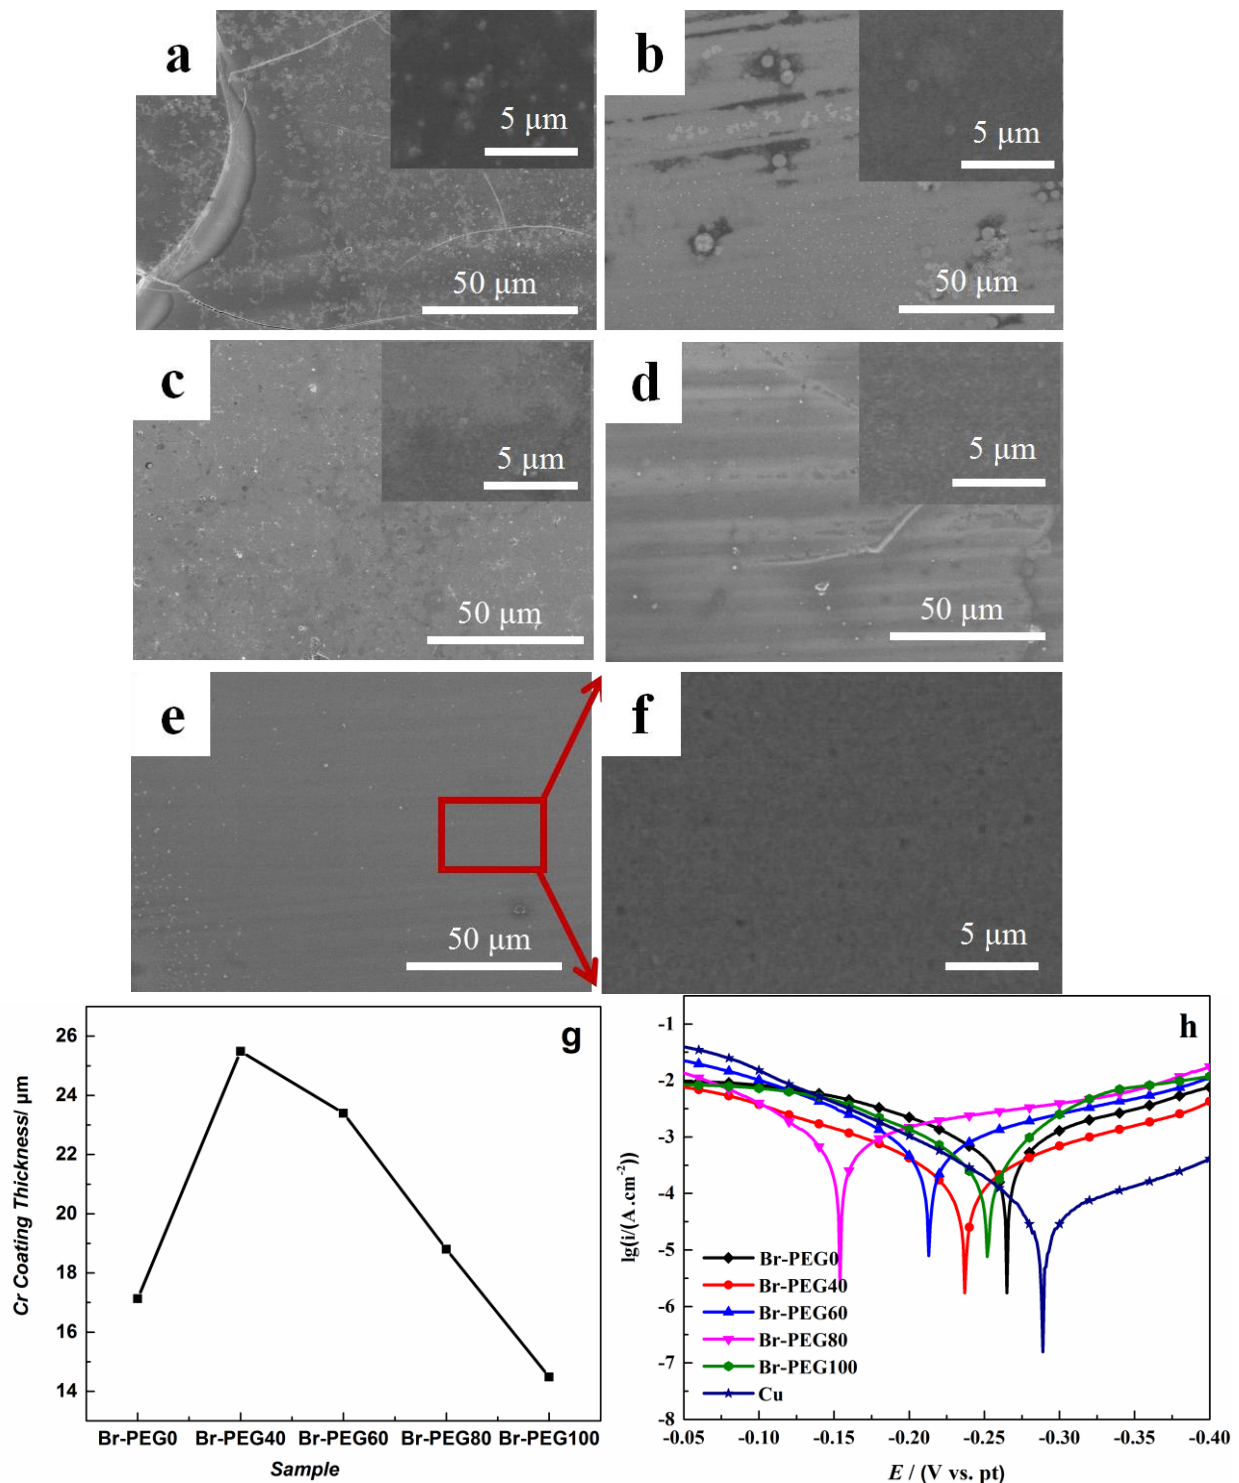 a
5 μm
50 μm
b
5 μm
50 μm
c
5 μm
50 μm
d
5 μm
50 μm
e
50 μm
f
5 μm
g
Cr Coating Thickness/ μm
26
24
22
20
18
16
14
Br-PEG0 Br-PEG40 Br-PEG60 Br-PEG80 Br-PEG100
Sample
h
lg(i/(A .cm⁻²))
-1
-2
-3
-4
-5
-6
-7
-8
Br-PEG0
Br-PEG40
Br-PEG60
Br-PEG80
Br-PEG100
Cu
-0.05 -0.10 -0.15 -0.20 -0.25 -0.30 -0.35 -0.40
E / (V vs. pt)